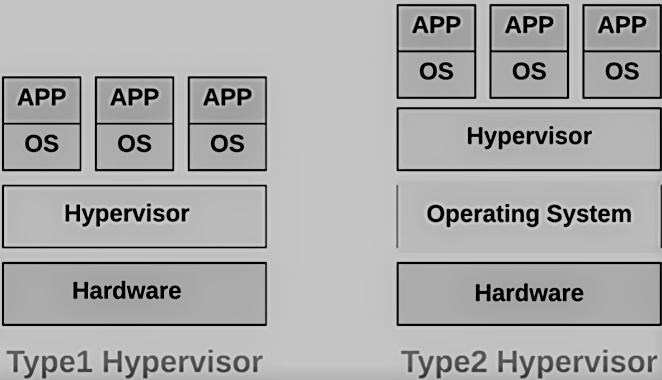 APP APP APP
OS OS OS
Hypervisor
Hardware
Type1 Hypervisor
APP APP APP
OS OS OS
Hypervisor
Operating System
Hardware
Type2 Hypervisor